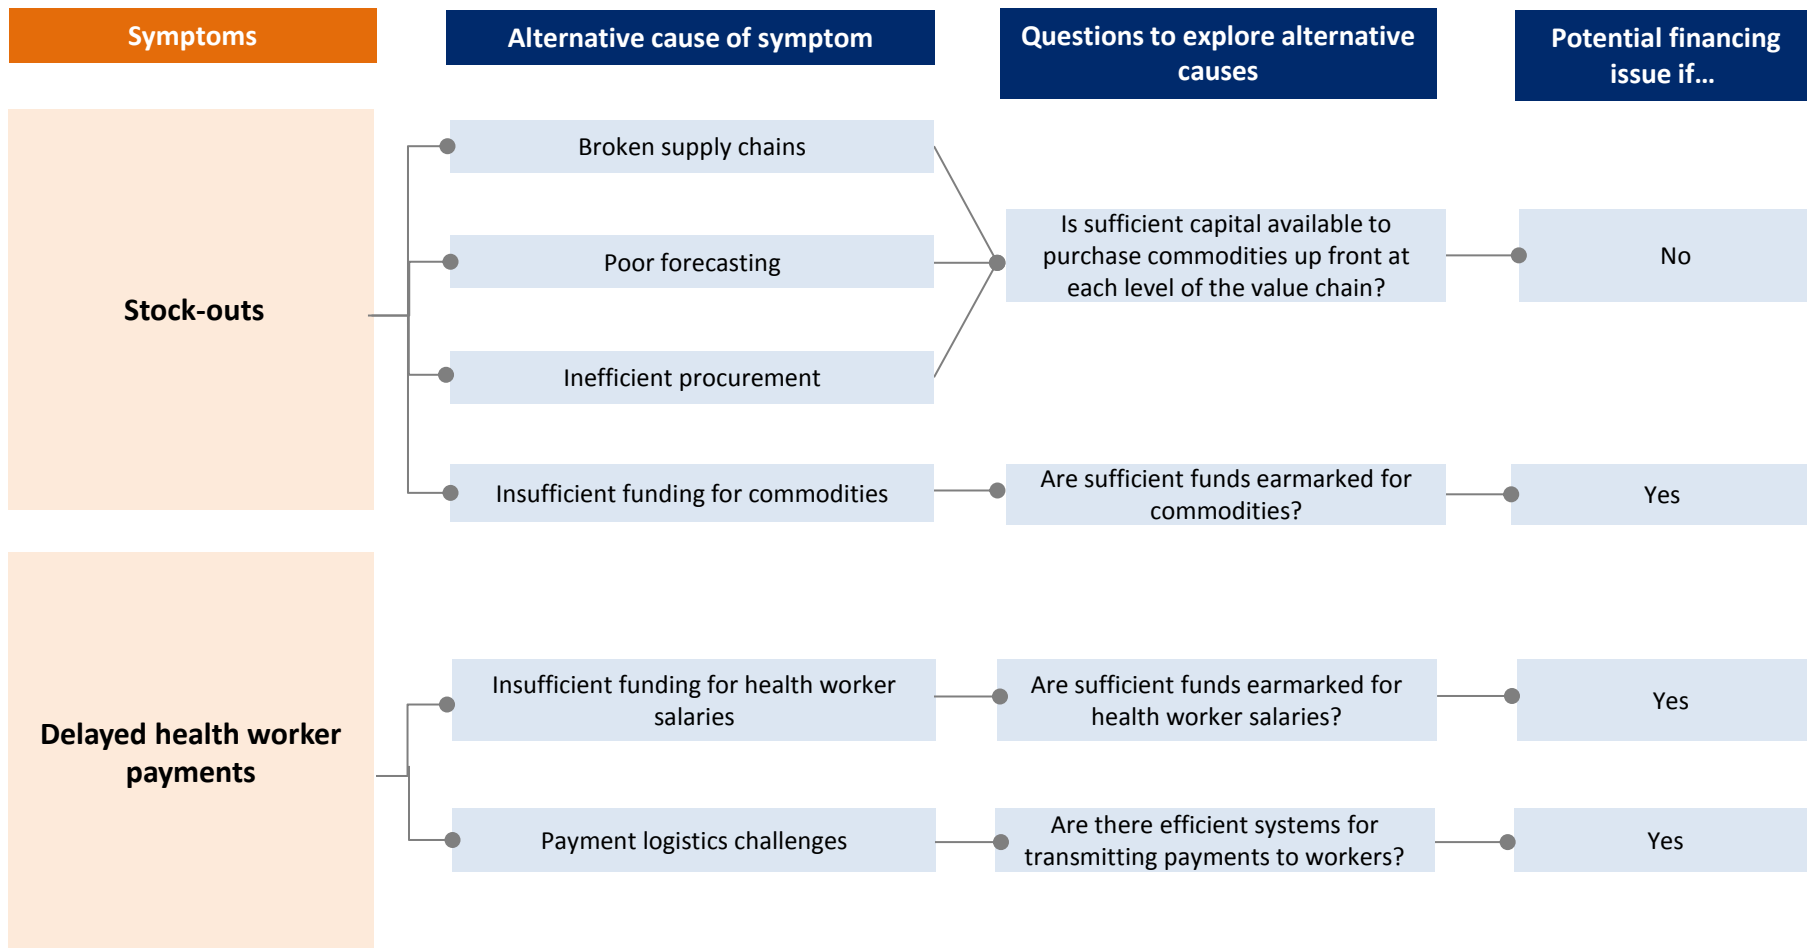 Symptoms
Alternative cause of symptom
Questions to explore alternative
causes
Potential financing
issue if…
Stock-outs
Broken supply chains
Poor forecasting
Inefficient procurement
Insufficient funding for commodities
Is sufficient capital available to
purchase commodities up front at
each level of the value chain?
No
Are sufficient funds earmarked for
commodities?
Yes
Delayed health worker
payments
Insufficient funding for health worker
salaries
Are sufficient funds earmarked for
health worker salaries?
Yes
Payment logistics challenges
Are there efficient systems for
transmitting payments to workers?
Yes